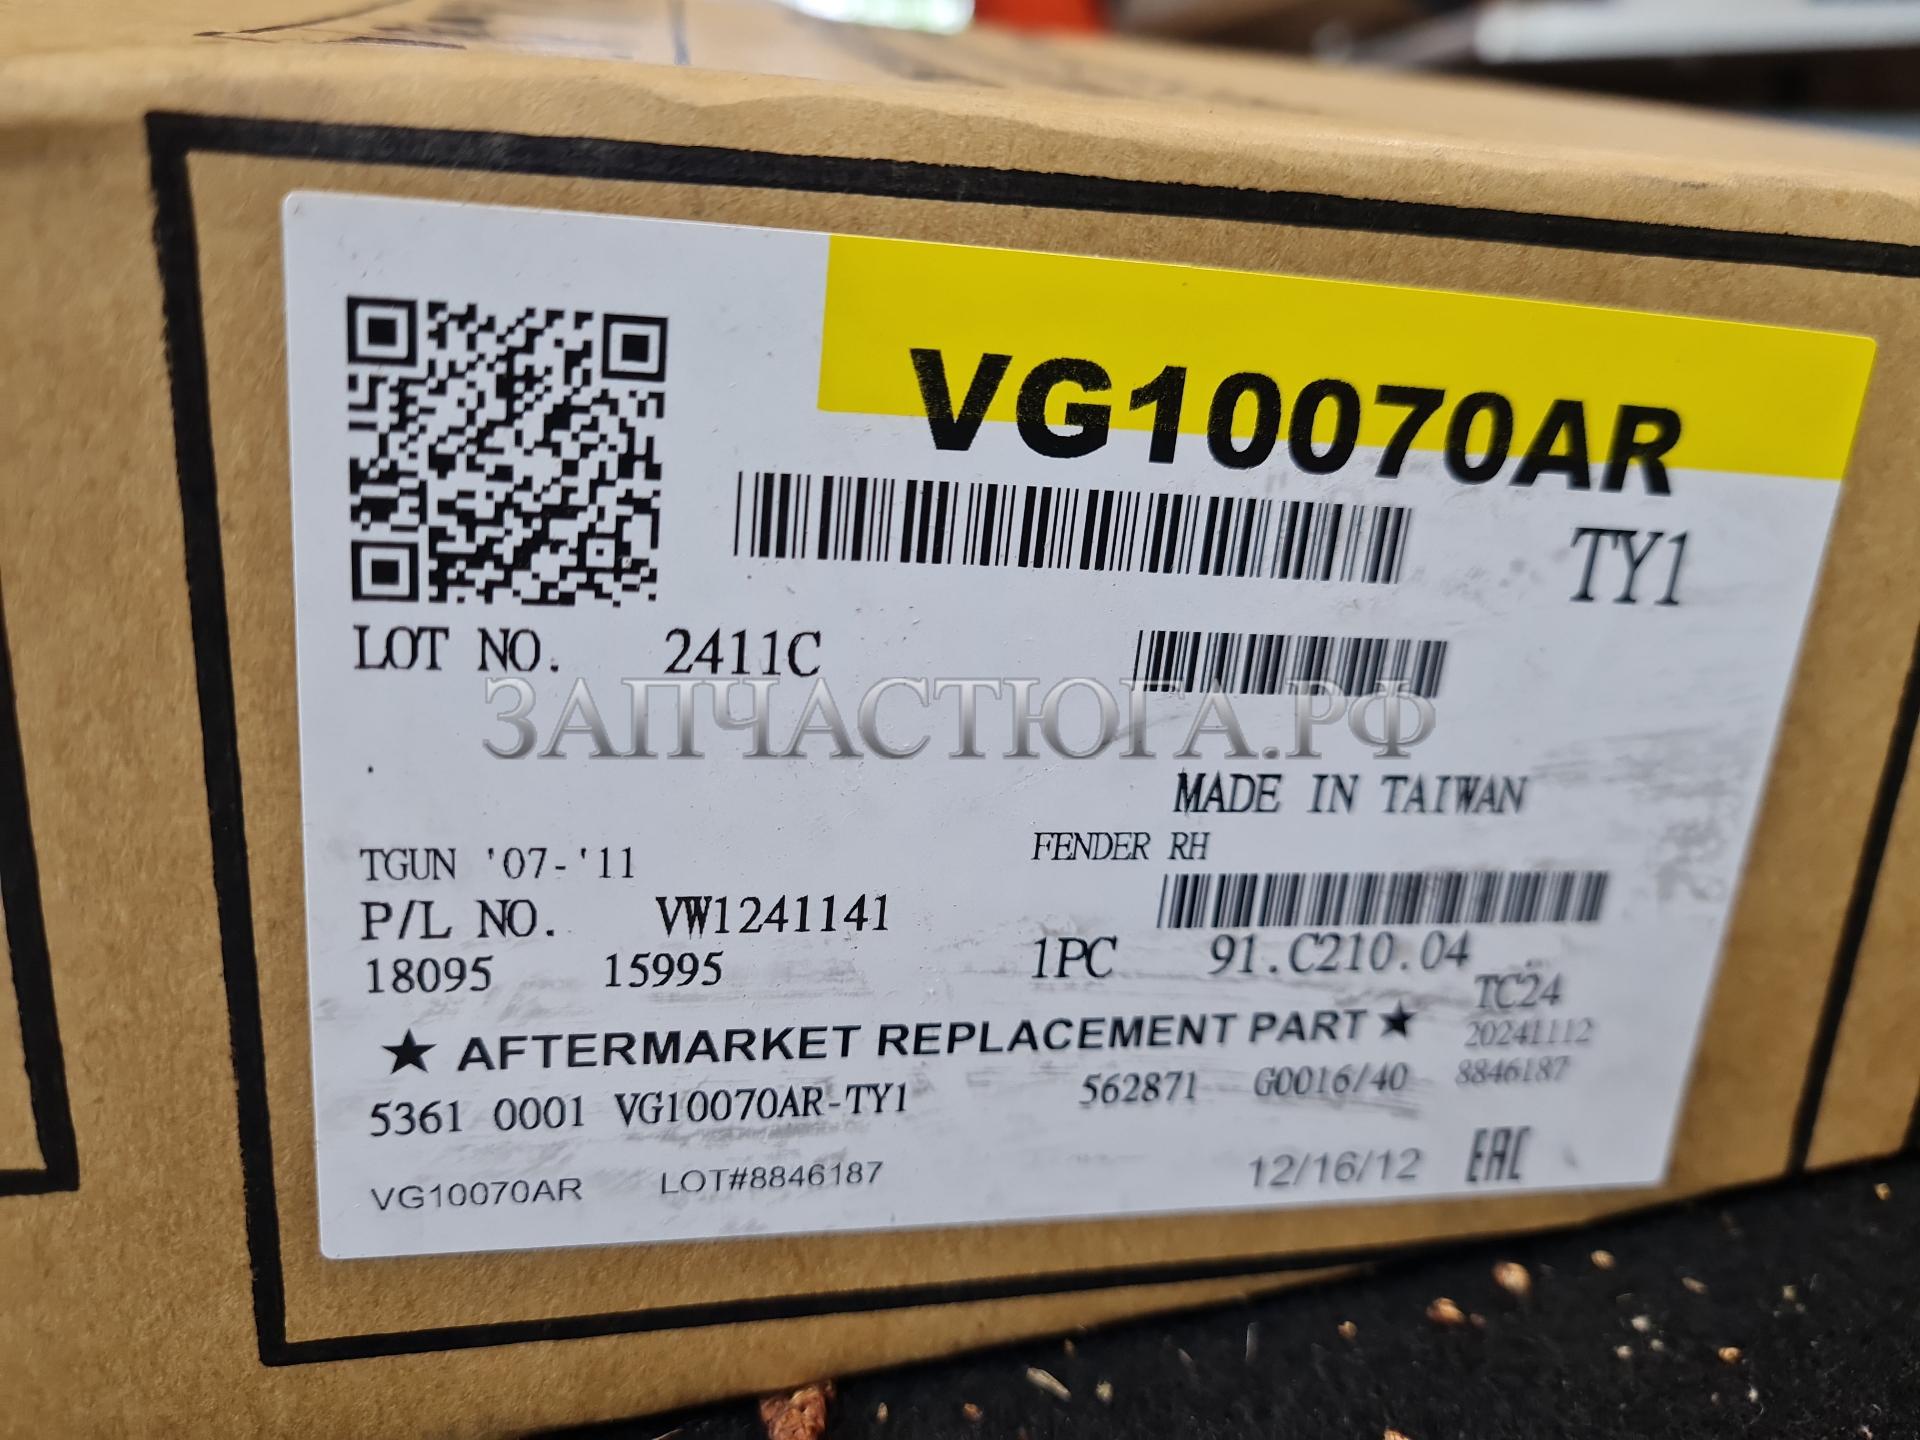 VG10070AR
TY1
LOT NO. 2411C
ЗАПЧАСТЮГА.РФ
MADE IN TAIWAN
TGUN '07-'11 FENDER RH
P/L NO. VW1241141
18095 15995 1PC 91.C210.04
TC24
★ AFTERMARKET REPLACEMENT PART ★ 20241112
5361 0001 VG10070AR-TY1 562871 G0016/40 8846187
VG10070AR LOT#8846187 12/16/12 EAC